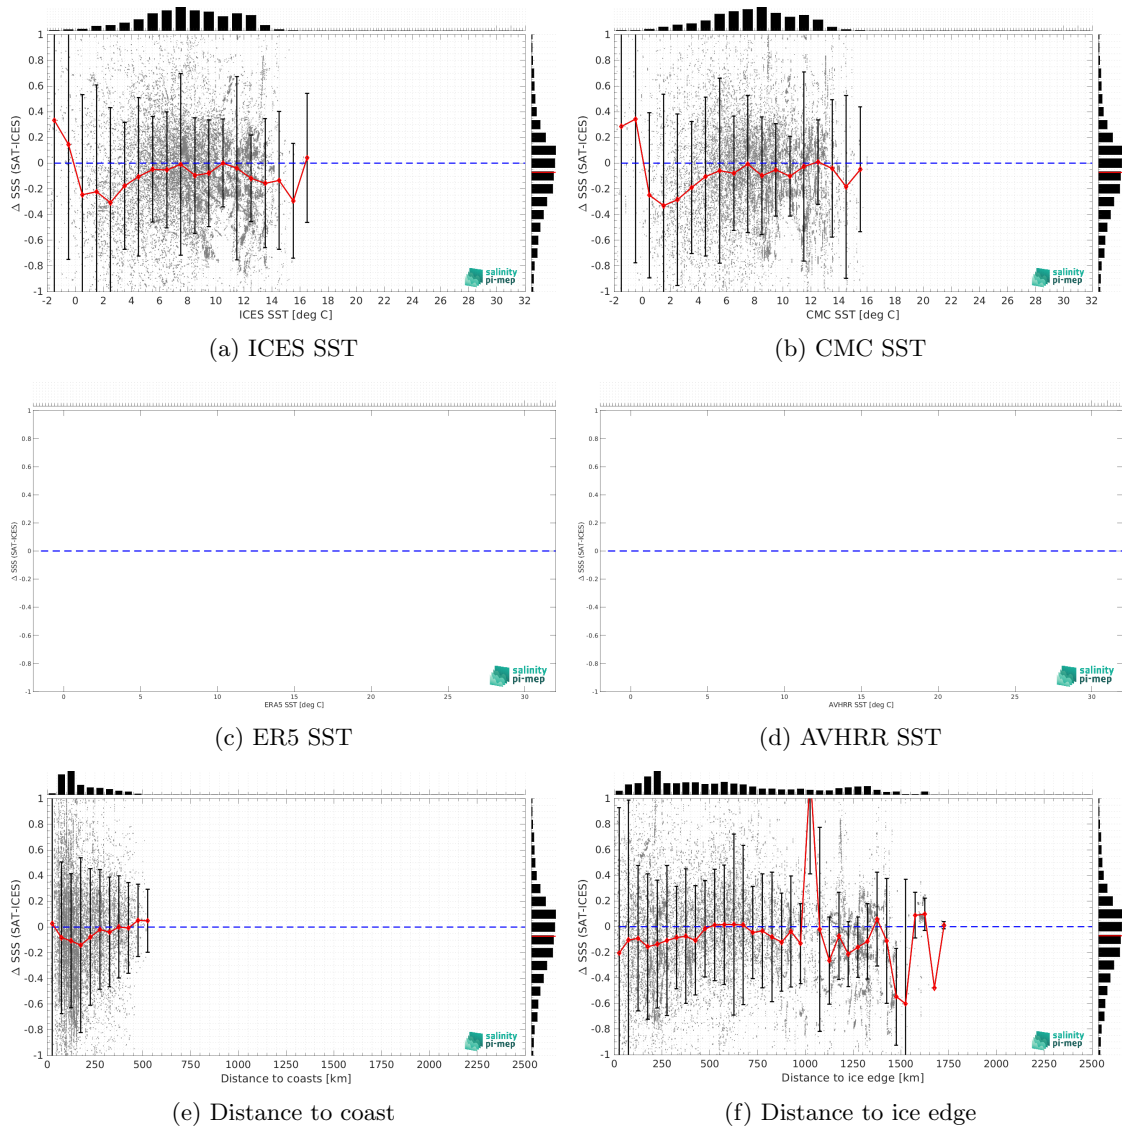 1
0.8
0.6
0.4
0.2
0
-0.2
-0.4
-0.6
-0.8
-1
Δ SSS (SAT-ICES)
-2 0 2 4 6 8 10 12 14 16 18 20 22 24 26 28 30 32
ICES SST [deg C]
salinity
pi-mep
(a) ICES SST
1
0.8
0.6
0.4
0.2
0
-0.2
-0.4
-0.6
-0.8
-1
Δ SSS (SAT-ICES)
-2 0 2 4 6 8 10 12 14 16 18 20 22 24 26 28 30 32
CMC SST [deg C]
salinity
pi-mep
(b) CMC SST
1
0.8
0.6
0.4
0.2
0
-0.2
-0.4
-0.6
-0.8
-1
Δ SSS (SAT-ICES)
0 5 10 15 20 25 30
ERA5 SST [deg C]
salinity
pi-mep
(c) ER5 SST
1
0.8
0.6
0.4
0.2
0
-0.2
-0.4
-0.6
-0.8
-1
Δ SSS (SAT-ICES)
0 5 10 15 20 25 30
AVHRR SST [deg C]
salinity
pi-mep
(d) AVHRR SST
1
0.8
0.6
0.4
0.2
0
-0.2
-0.4
-0.6
-0.8
-1
Δ SSS (SAT-ICES)
0 250 500 750 1000 1250 1500 1750 2000 2250 2500
Distance to coasts [km]
salinity
pi-mep
(e) Distance to coast
1
0.8
0.6
0.4
0.2
0
-0.2
-0.4
-0.6
-0.8
-1
Δ SSS (SAT-ICES)
0 250 500 750 1000 1250 1500 1750 2000 2250 2500
Distance to ice edge [km]
salinity
pi-mep
(f) Distance to ice edge